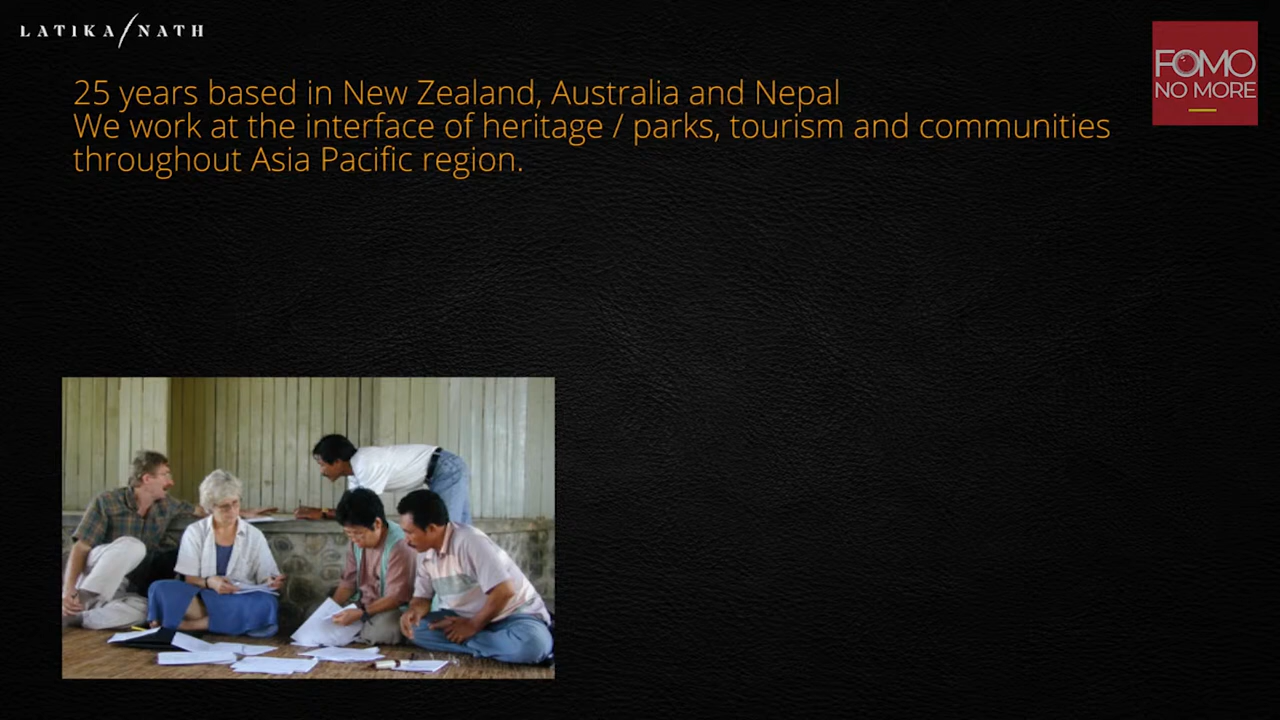 LATIKA/NATH
FOMO
NO MORE
25 years based in New Zealand, Australia and Nepal
We work at the interface of heritage / parks, tourism and communities
throughout Asia Pacific region.